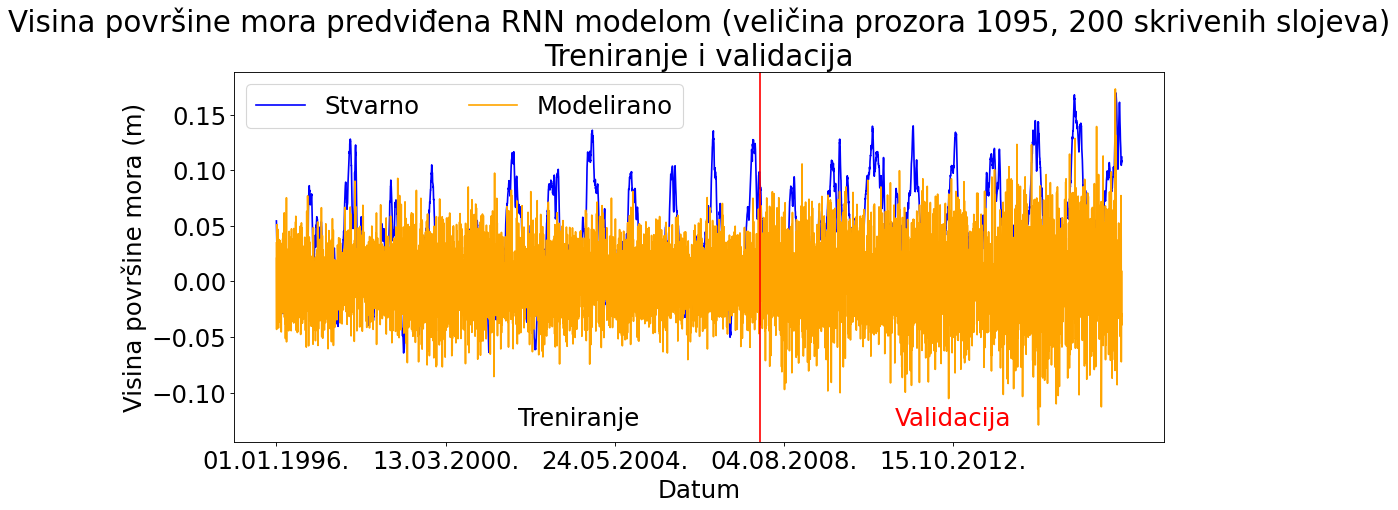 Visina površine mora predviđena RNN modelom (veličina prozora 1095, 200 skrivenih slojeva)
Treniranje i validacija
Stvarno
Modelirano
Visina površine mora (m)
0.15
0.10
0.05
0.00
−0.05
−0.10
Treniranje
Validacija
01.01.1996.
13.03.2000.
24.05.2004.
04.08.2008.
15.10.2012.
Datum